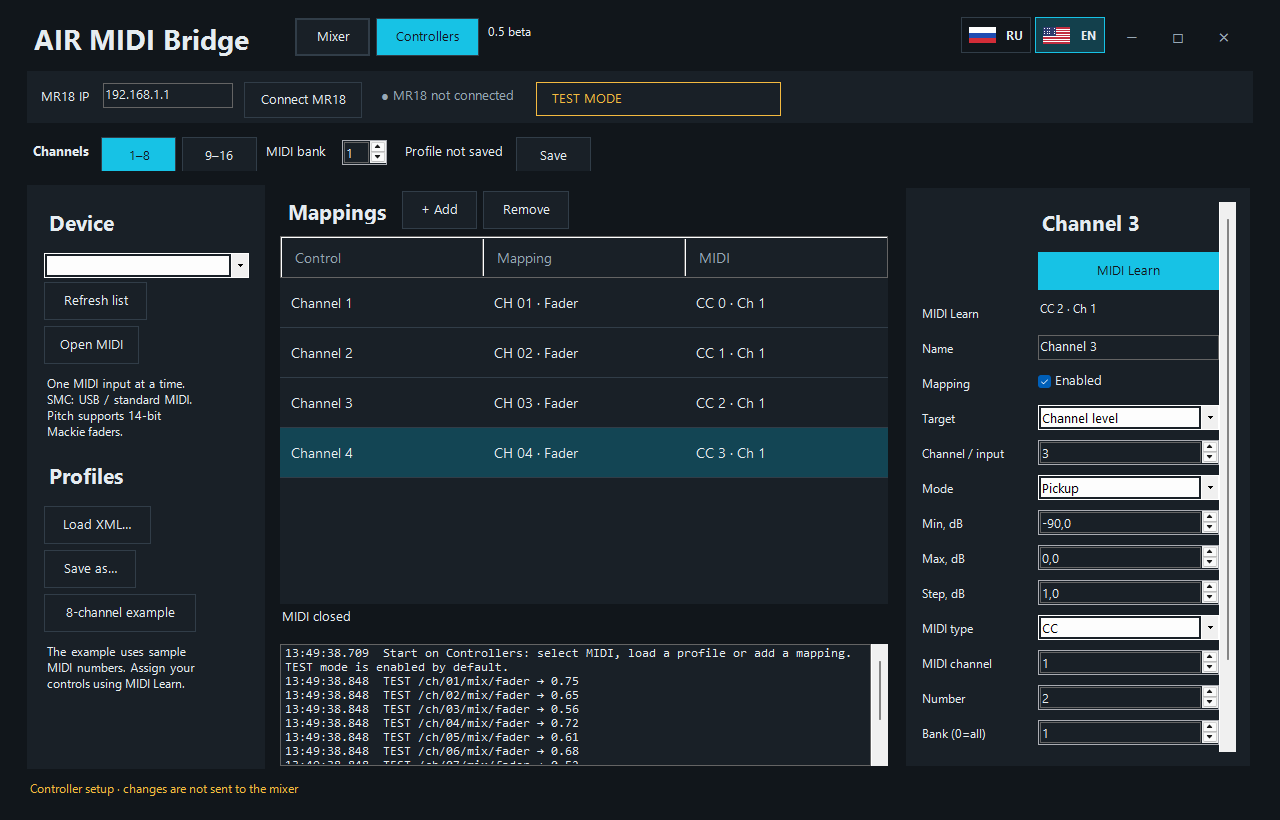 AIR MIDI Bridge
Mixer
Controllers
0.5 beta
RU
EN
MR18 IP
192.168.1.1
Connect MR18
● MR18 not connected
TEST MODE
Channels
1–8
9–16
MIDI bank
1
Profile not saved
Save
Device
Refresh list
Open MIDI
One MIDI input at a time.
SMC: USB / standard MIDI.
Pitch supports 14-bit
Mackie faders.
Profiles
Load XML...
Save as...
8-channel example
The example uses sample
MIDI numbers. Assign your
controls using MIDI Learn.
Mappings
+ Add
Remove
Control Mapping MIDI
Channel 1 CH 01 · Fader CC 0 · Ch 1
Channel 2 CH 02 · Fader CC 1 · Ch 1
Channel 3 CH 03 · Fader CC 2 · Ch 1
Channel 4 CH 04 · Fader CC 3 · Ch 1
MIDI closed
13:49:38.709 Start on Controllers: select MIDI, load a profile or add a mapping.
TEST mode is enabled by default.
13:49:38.848 TEST /ch/01/mix/fader → 0.75
13:49:38.848 TEST /ch/02/mix/fader → 0.65
13:49:38.848 TEST /ch/03/mix/fader → 0.56
13:49:38.848 TEST /ch/04/mix/fader → 0.72
13:49:38.848 TEST /ch/05/mix/fader → 0.61
13:49:38.848 TEST /ch/06/mix/fader → 0.68
Channel 3
MIDI Learn
MIDI Learn CC 2 · Ch 1
Name Channel 3
Mapping Enabled
Target Channel level
Channel / input 3
Mode Pickup
Min, dB -90,0
Max, dB 0,0
Step, dB 1,0
MIDI type CC
MIDI channel 1
Number 2
Bank (0=all) 1
Controller setup · changes are not sent to the mixer